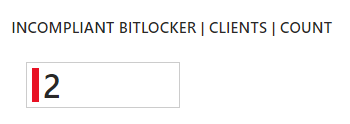 INCOMPLIANT BITLOCKER | CLIENTS | COUNT
2